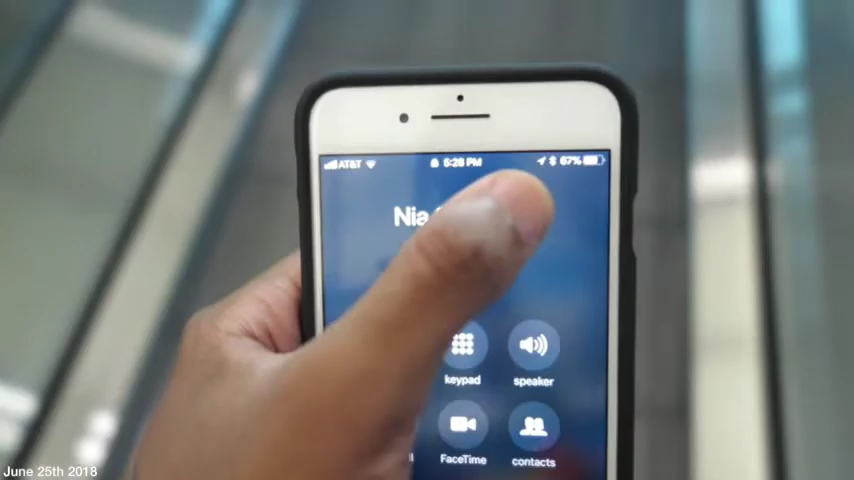 AT&T 6:28 PM 67%
Nia
keypad speaker
FaceTime contacts
June 25th 2018